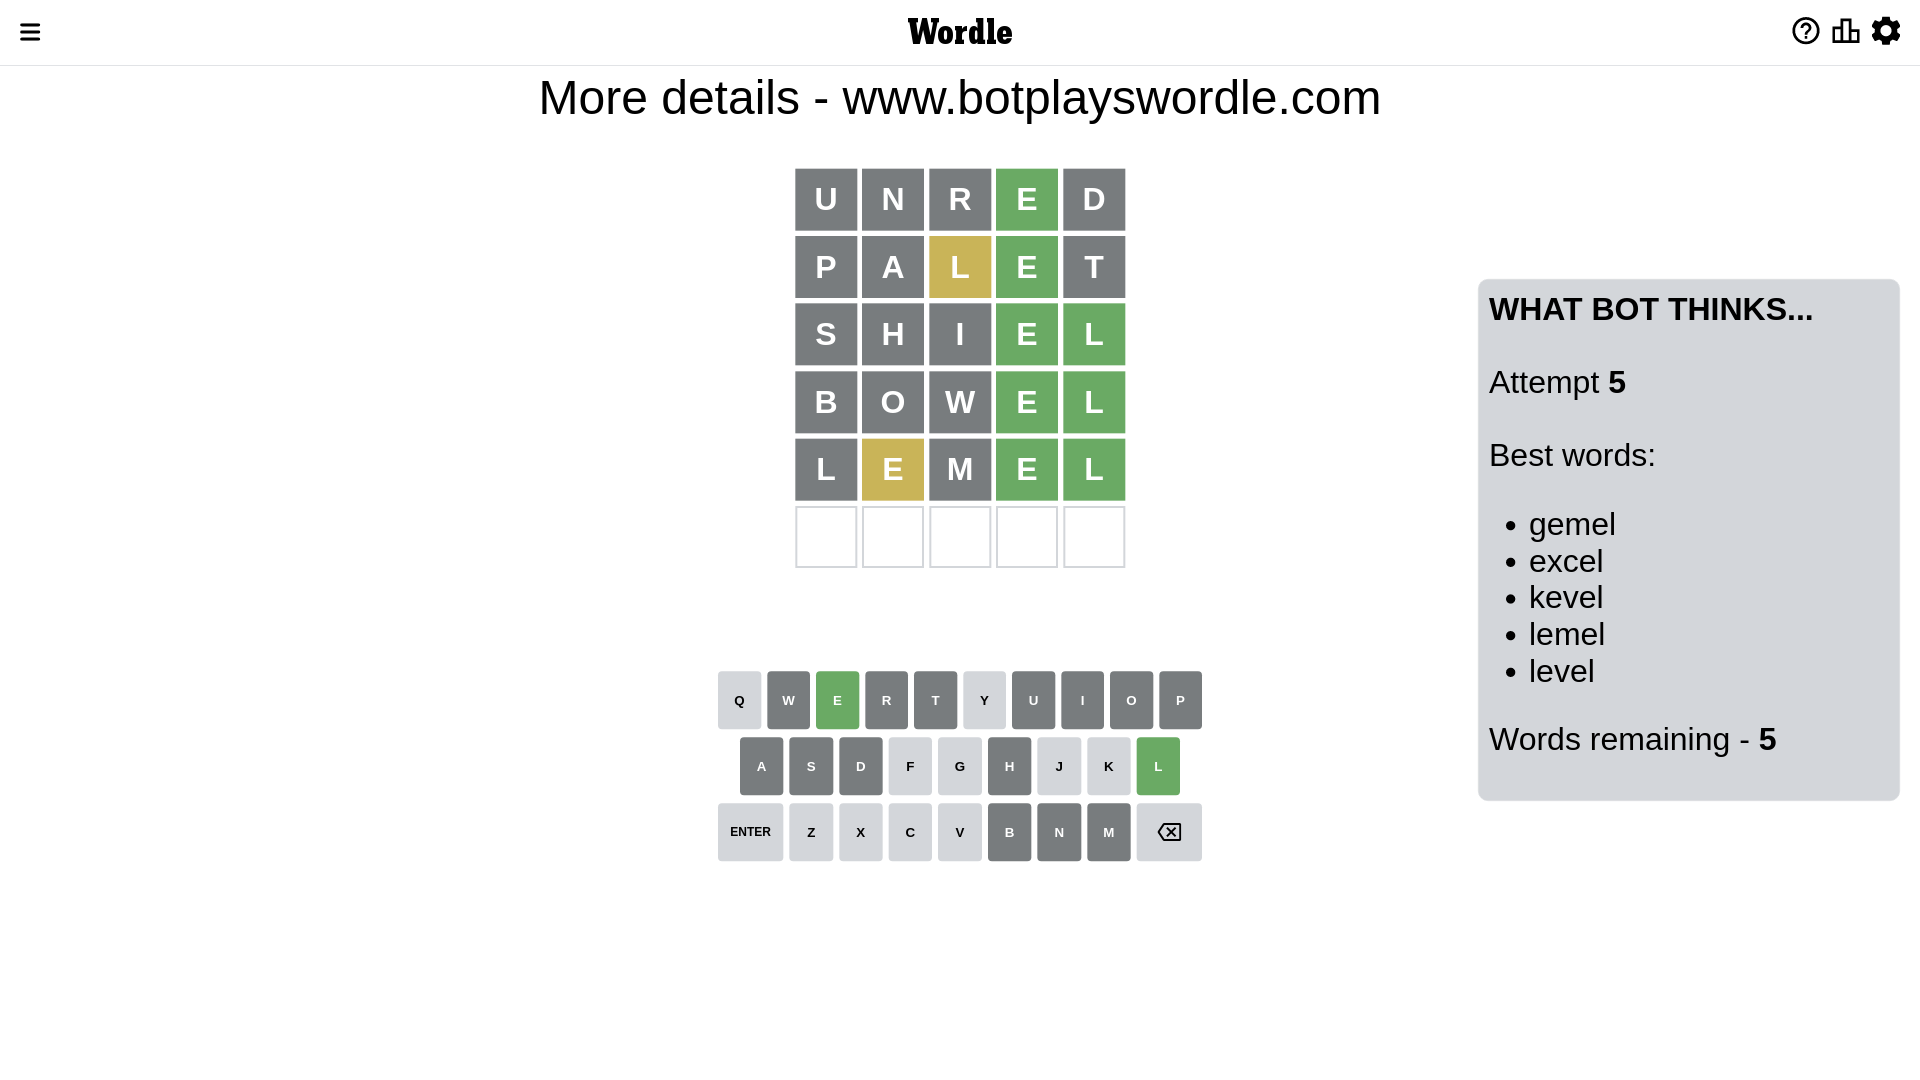 Wordle
More details - www.botplayswordle.com
U N R E D
P A L E T
S H I E L
B O W E L
L E M E L
WHAT BOT THINKS...
Attempt 5
Best words:
gemel
excel
kevel
lemel
level
Words remaining - 5
Q W E R T Y U I O P
A S D F G H J K L
ENTER Z X C V B N M